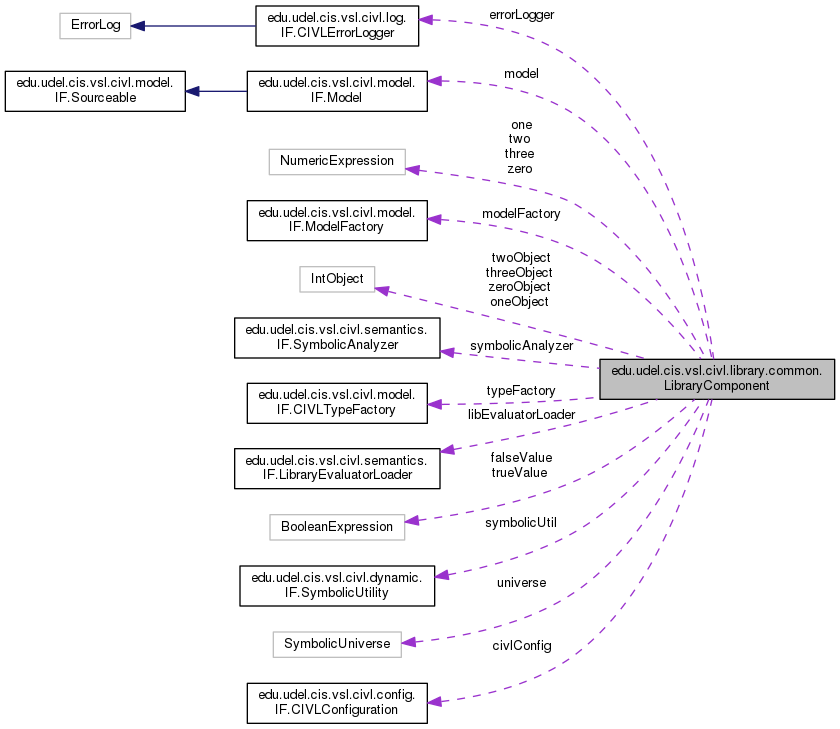 ErrorLog
edu.udel.cis.vsl.civl.log.
IF.CIVLErrorLogger
errorLogger
edu.udel.cis.vsl.civl.model.
IF.Sourceable
edu.udel.cis.vsl.civl.model.
IF.Model
model
NumericExpression
one
two
three
zero
edu.udel.cis.vsl.civl.model.
IF.ModelFactory
modelFactory
IntObject
twoObject
threeObject
zeroObject
oneObject
edu.udel.cis.vsl.civl.semantics.
IF.SymbolicAnalyzer
symbolicAnalyzer
edu.udel.cis.vsl.civl.library.common.
LibraryComponent
edu.udel.cis.vsl.civl.model.
IF.CIVLTypeFactory
typeFactory
edu.udel.cis.vsl.civl.semantics.
IF.LibraryEvaluatorLoader
libEvaluatorLoader
BooleanExpression
falseValue
trueValue
edu.udel.cis.vsl.civl.dynamic.
IF.SymbolicUtility
symbolicUtil
SymbolicUniverse
universe
edu.udel.cis.vsl.civl.config.
IF.CIVLConfiguration
civlConfig